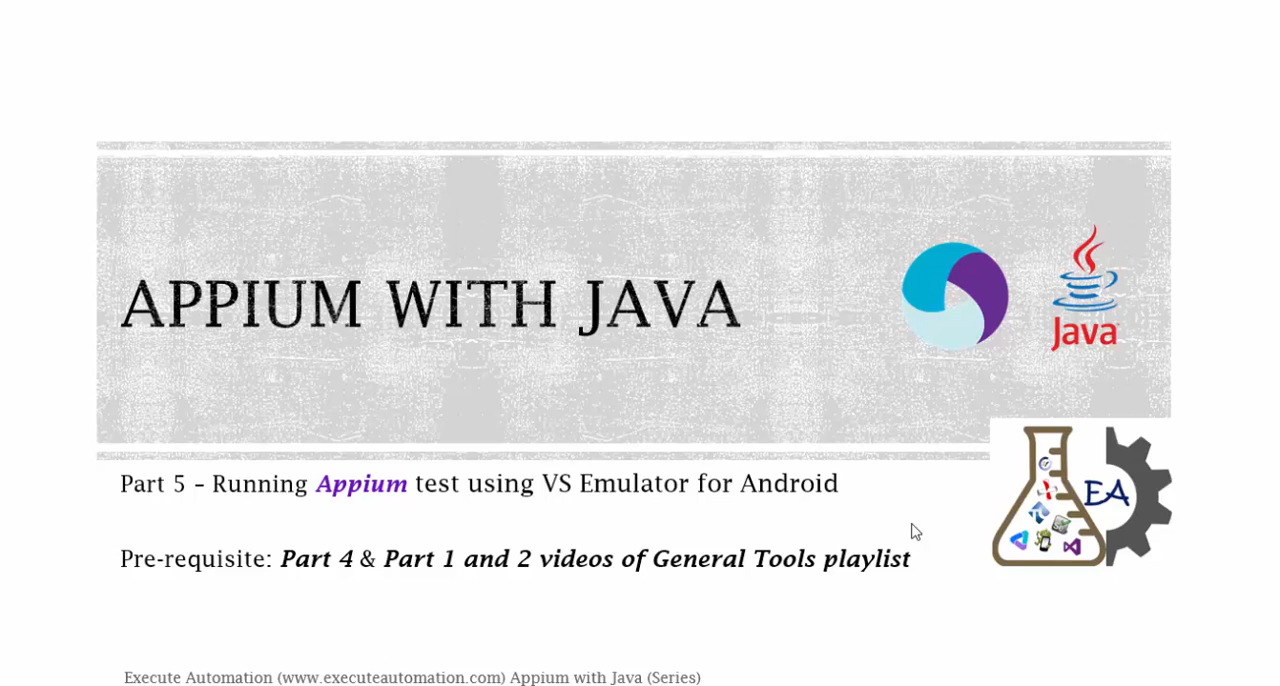 APPIUM WITH JAVA
Java
EA
Part 5 – Running Appium test using VS Emulator for Android
Pre-requisite: Part 4 & Part 1 and 2 videos of General Tools playlist
Execute Automation (www.executeautomation.com) Appium with Java (Series)